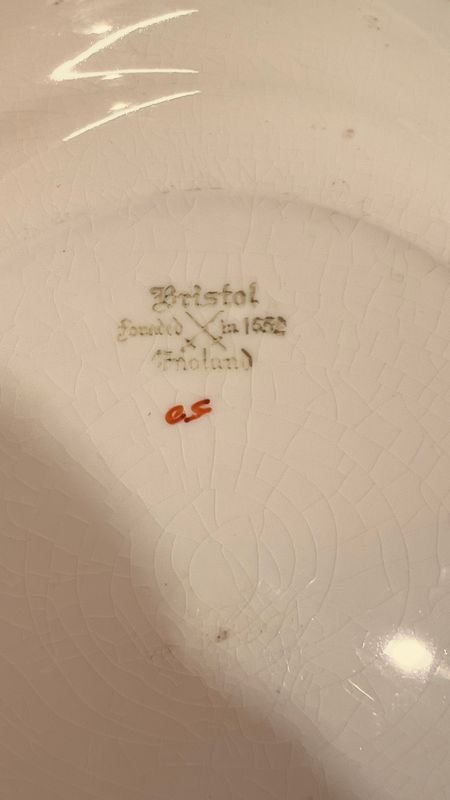 Bristol
Founded in 1652
England
es